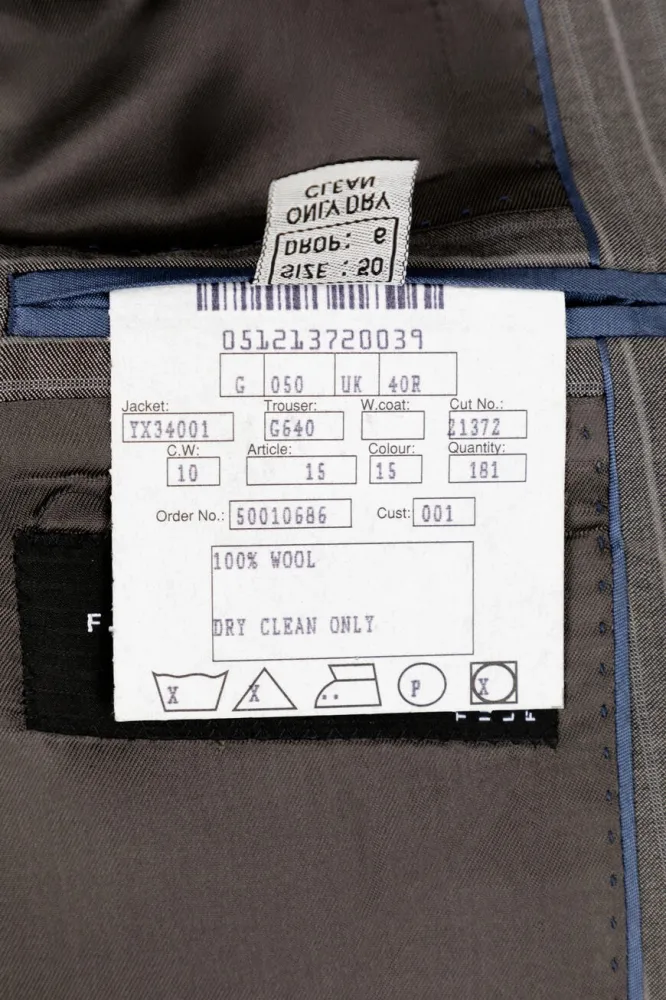 SIZE : 50
DROP: 6
ONLY DRY
CLEAN
051213720039
G 050 UK 40R
Jacket: Trouser: W.coat: Cut No.:
YX34001 G640 21372
C.W: Article: Colour: Quantity:
10 15 15 181
Order No.: 50010686 Cust: 001
100% WOOL
DRY CLEAN ONLY
X X P X
F.